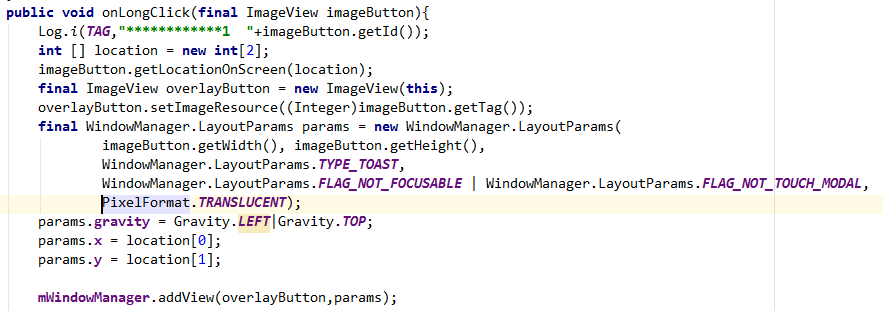 public void onLongClick(final ImageView imageButton){
Log.i(TAG,"************1  "+imageButton.getId());
int [] location = new int[2];
imageButton.getLocationOnScreen(location);
final ImageView overlayButton = new ImageView(this);
overlayButton.setImageResource((Integer)imageButton.getTag());
final WindowManager.LayoutParams params = new WindowManager.LayoutParams(
imageButton.getWidth(), imageButton.getHeight(),
WindowManager.LayoutParams.TYPE_TOAST,
WindowManager.LayoutParams.FLAG_NOT_FOCUSABLE | WindowManager.LayoutParams.FLAG_NOT_TOUCH_MODAL,
PixelFormat.TRANSLUCENT);
params.gravity = Gravity.LEFT|Gravity.TOP;
params.x = location[0];
params.y = location[1];
mWindowManager.addView(overlayButton,params);